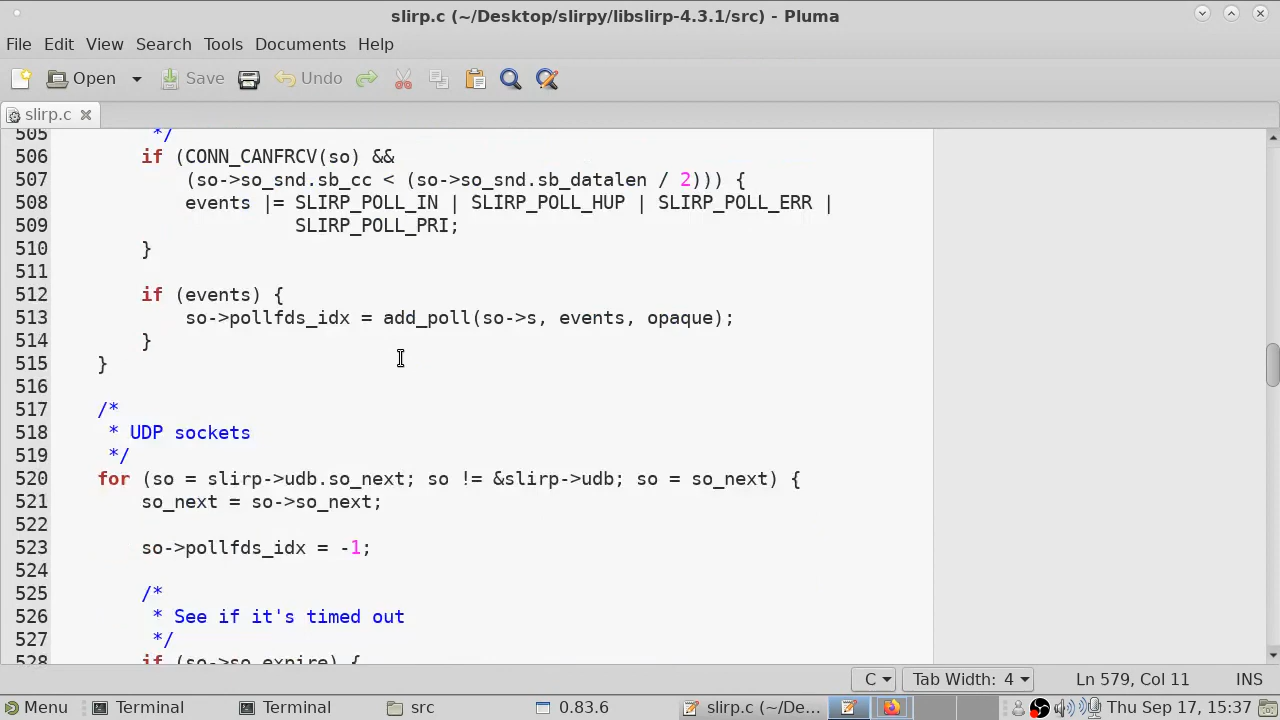 slirp.c (~/Desktop/slirpy/libslirp-4.3.1/src) - Pluma
File Edit View Search Tools Documents Help
Open Save Undo
slirp.c
505         */
506        if (CONN_CANFRCV(so) &&
507            (so->so_snd.sb_cc < (so->so_snd.sb_datalen / 2))) {
508            events |= SLIRP_POLL_IN | SLIRP_POLL_HUP | SLIRP_POLL_ERR |
509                      SLIRP_POLL_PRI;
510        }
511
512        if (events) {
513            so->pollfds_idx = add_poll(so->s, events, opaque);
514        }
515    }
516
517    /*
518     * UDP sockets
519     */
520    for (so = slirp->udb.so_next; so != &slirp->udb; so = so_next) {
521        so_next = so->so_next;
522
523        so->pollfds_idx = -1;
524
525        /*
526         * See if it's timed out
527         */
528        if (so->so_expire) {
C Tab Width: 4 Ln 579, Col 11 INS
Menu Terminal Terminal src 0.83.6 slirp.c (~/De... Thu Sep 17, 15:37